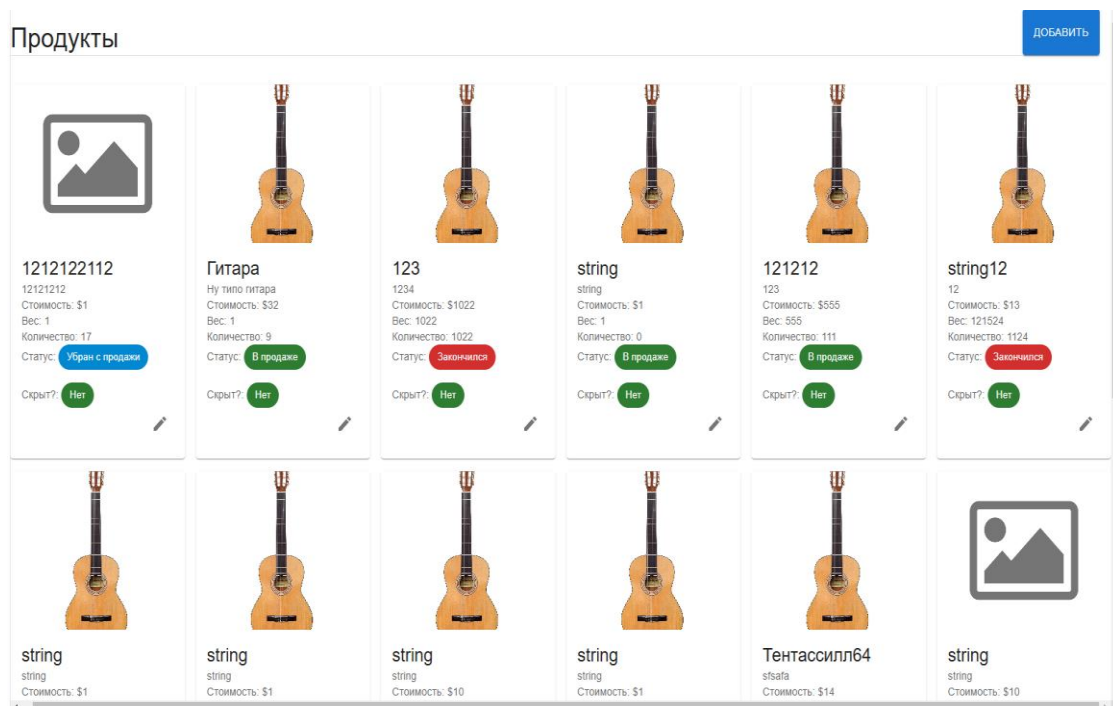 Продукты
ДОБАВИТЬ
1212122112
12121212
Стоимость: $1
Вес: 1
Количество: 17
Статус: Убран с продажи
Скрыт?: Нет
Гитара
Ну типо гитара
Стоимость: $32
Вес: 1
Количество: 9
Статус: В продаже
Скрыт?: Нет
123
1234
Стоимость: $1022
Вес: 1022
Количество: 1022
Статус: Закончился
Скрыт?: Нет
string
string
Стоимость: $1
Вес: 1
Количество: 0
Статус: В продаже
Скрыт?: Нет
121212
123
Стоимость: $555
Вес: 555
Количество: 111
Статус: В продаже
Скрыт?: Нет
string12
12
Стоимость: $13
Вес: 121524
Количество: 1124
Статус: Закончился
Скрыт?: Нет
string
string
Стоимость: $1
string
string
Стоимость: $1
string
string
Стоимость: $10
string
string
Стоимость: $1
Тентассилл64
sfsafa
Стоимость: $14
string
string
Стоимость: $10